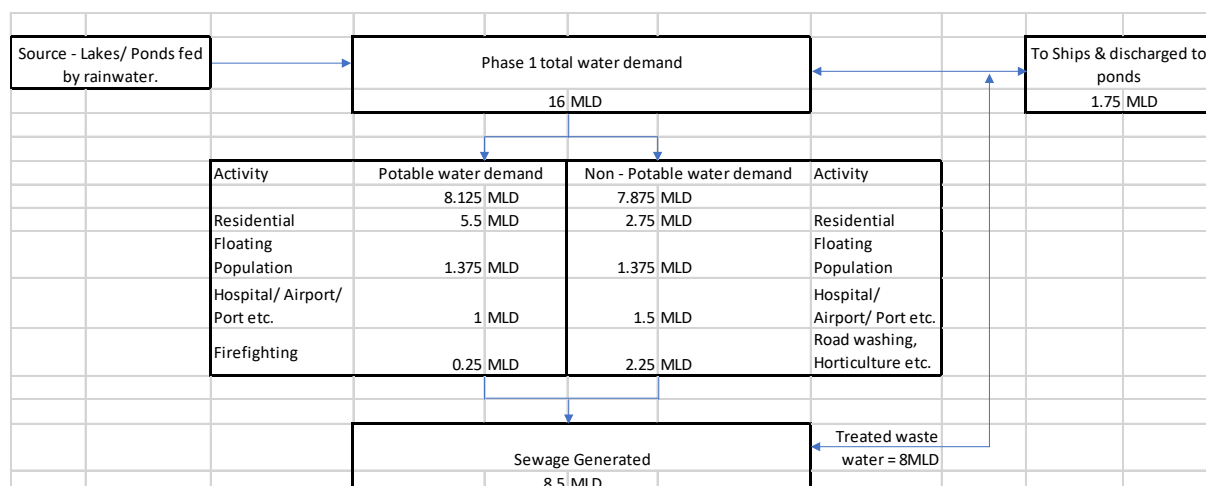 Source - Lakes/ Ponds fed
by rainwater.
Phase 1 total water demand
16 MLD
To Ships & discharged to
ponds
1.75 MLD
Activity Potable water demand Non - Potable water demand Activity
8.125 MLD 7.875 MLD
Residential 5.5 MLD 2.75 MLD Residential
Floating
Population 1.375 MLD 1.375 MLD
Floating
Population
Hospital/ Airport/
Port etc. 1 MLD 1.5 MLD
Hospital/
Airport/ Port etc.
Firefighting 0.25 MLD 2.25 MLD
Road washing,
Horticulture etc.
Treated waste
water = 8MLD
Sewage Generated
8.5 MLD